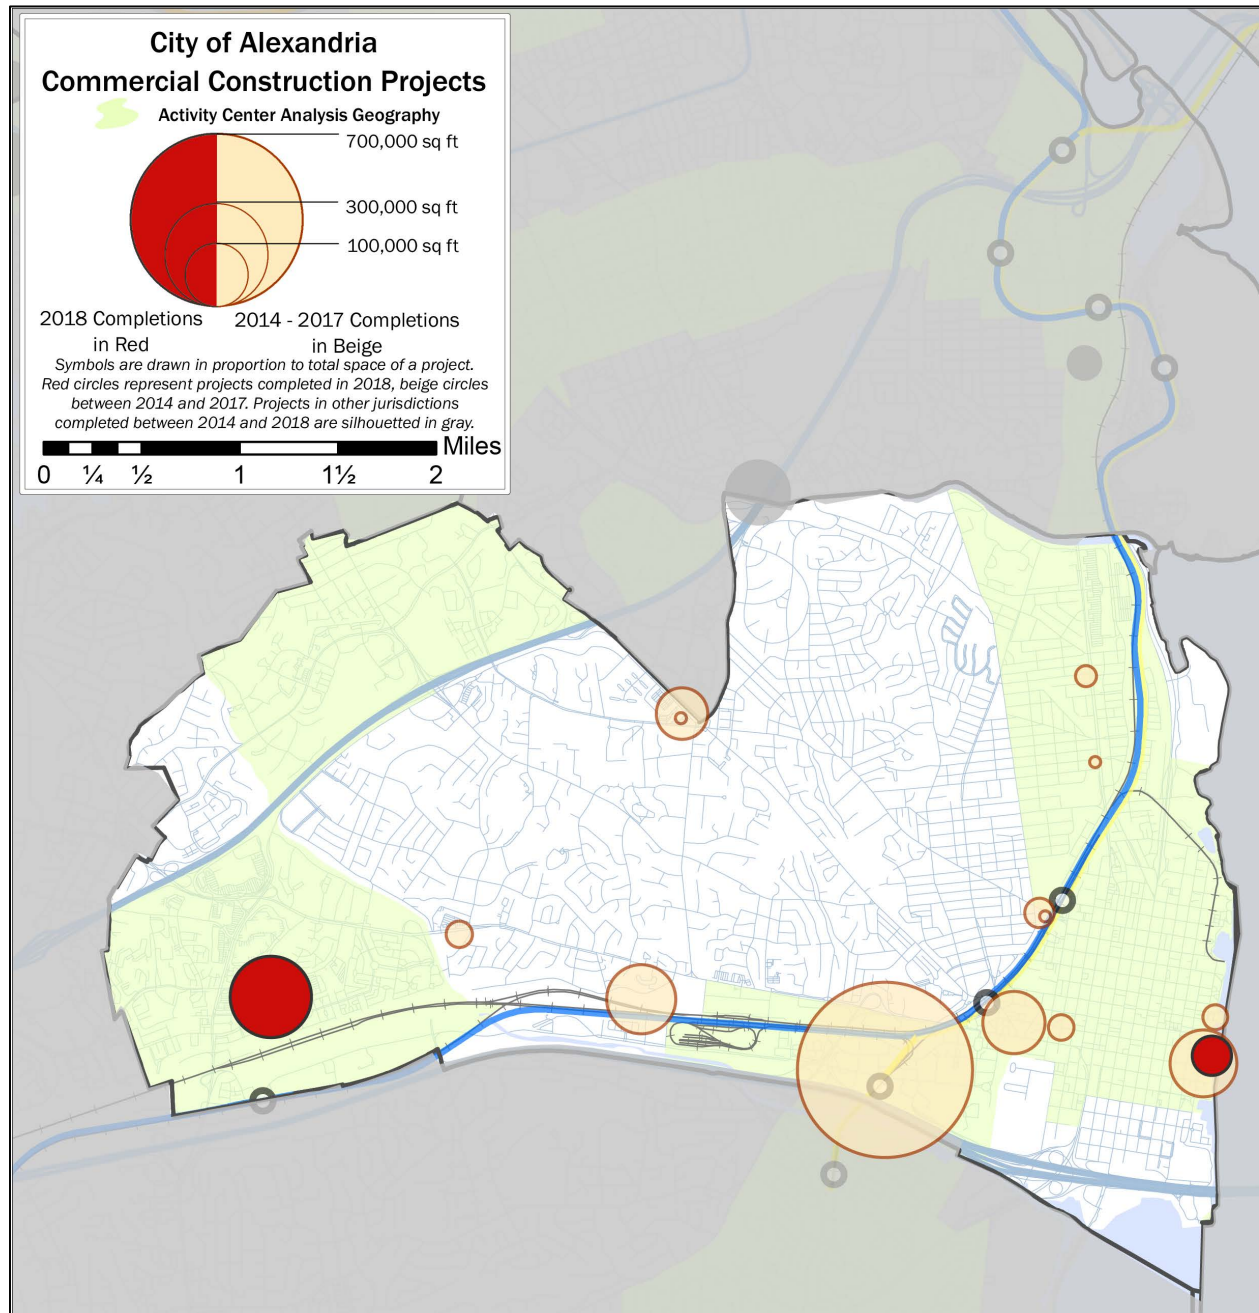 City of Alexandria
Commercial Construction Projects
Activity Center Analysis Geography
700,000 sq ft
300,000 sq ft
100,000 sq ft
2018 Completions
in Red
2014 - 2017 Completions
in Beige
Symbols are drawn in proportion to total space of a project.
Red circles represent projects completed in 2018, beige circles
between 2014 and 2017. Projects in other jurisdictions
completed between 2014 and 2018 are silhouetted in gray.
Miles
0 ¼ ½ 1 1½ 2